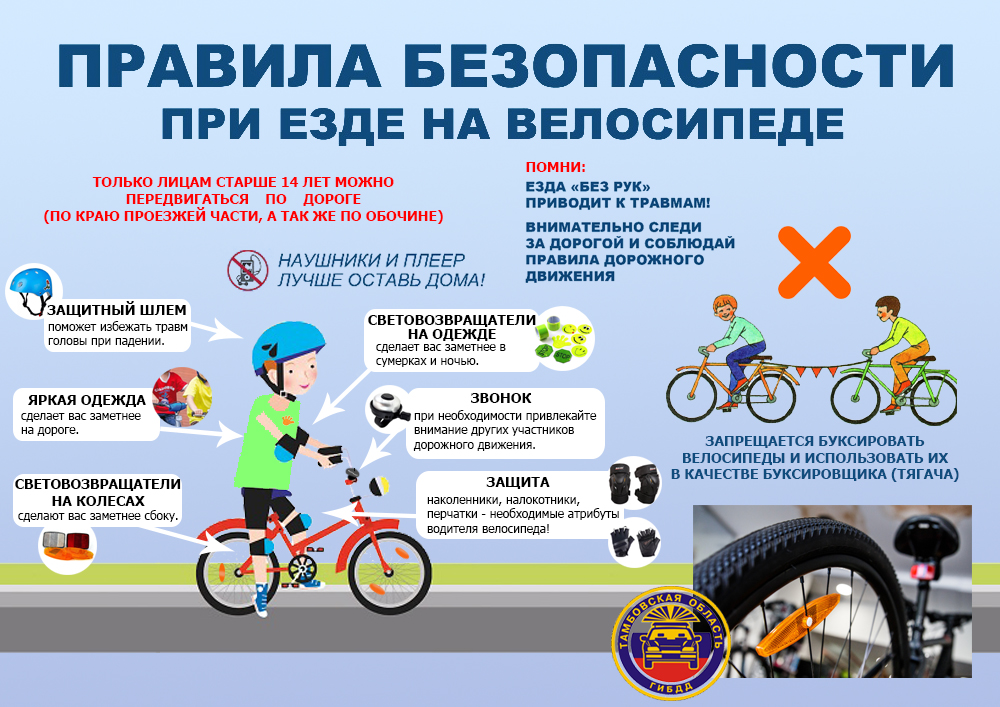 ПРАВИЛА БЕЗОПАСНОСТИ
ПРИ ЕЗДЕ НА ВЕЛОСИПЕДЕ
ТОЛЬКО ЛИЦАМ СТАРШЕ 14 ЛЕТ МОЖНО
ПЕРЕДВИГАТЬСЯ ПО ДОРОГЕ
(ПО КРАЮ ПРОЕЗЖЕЙ ЧАСТИ, А ТАК ЖЕ ПО ОБОЧИНЕ)
ПОМНИ:
ЕЗДА «БЕЗ РУК»
ПРИВОДИТ К ТРАВМАМ!
ВНИМАТЕЛЬНО СЛЕДИ
ЗА ДОРОГОЙ И СОБЛЮДАЙ
ПРАВИЛА ДОРОЖНОГО
ДВИЖЕНИЯ
НАУШНИКИ И ПЛЕЕР
ЛУЧШЕ ОСТАВЬ ДОМА!
ЗАЩИТНЫЙ ШЛЕМ
поможет избежать травм
головы при падении.
ЯРКАЯ ОДЕЖДА
сделает вас заметнее
на дороге.
СВЕТОВОЗВРАЩАТЕЛИ
НА КОЛЕСАХ
сделают вас заметнее сбоку.
СВЕТОВОЗВРАЩАТЕЛИ
НА ОДЕЖДЕ
сделает вас заметнее в
сумерках и ночью.
ЗВОНОК
при необходимости привлекайте
внимание других участников
дорожного движения.
ЗАЩИТА
наколенники, налокотники,
перчатки - необходимые атрибуты
водителя велосипеда!
ЗАПРЕЩАЕТСЯ БУКСИРОВАТЬ
ВЕЛОСИПЕДЫ И ИСПОЛЬЗОВАТЬ ИХ
В КАЧЕСТВЕ БУКСИРОВЩИКА (ТЯГАЧА)
ТАМБОВСКАЯ ОБЛАСТЬ
ГИБДД